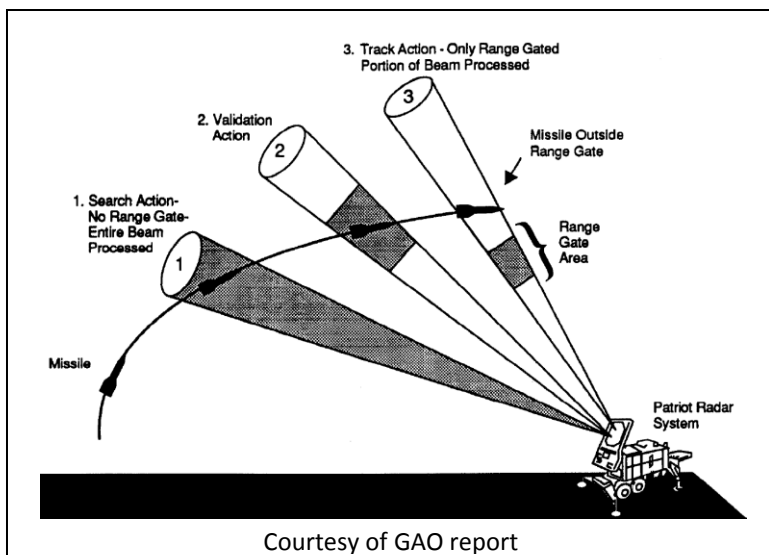 3. Track Action - Only Range Gated
Portion of Beam Processed
3
2. Validation
Action
2
Missile Outside
Range Gate
1. Search Action-
No Range Gate-
Entire Beam
Processed
1
Range
Gate
Area
Missile
Patriot Radar
System
Courtesy of GAO report